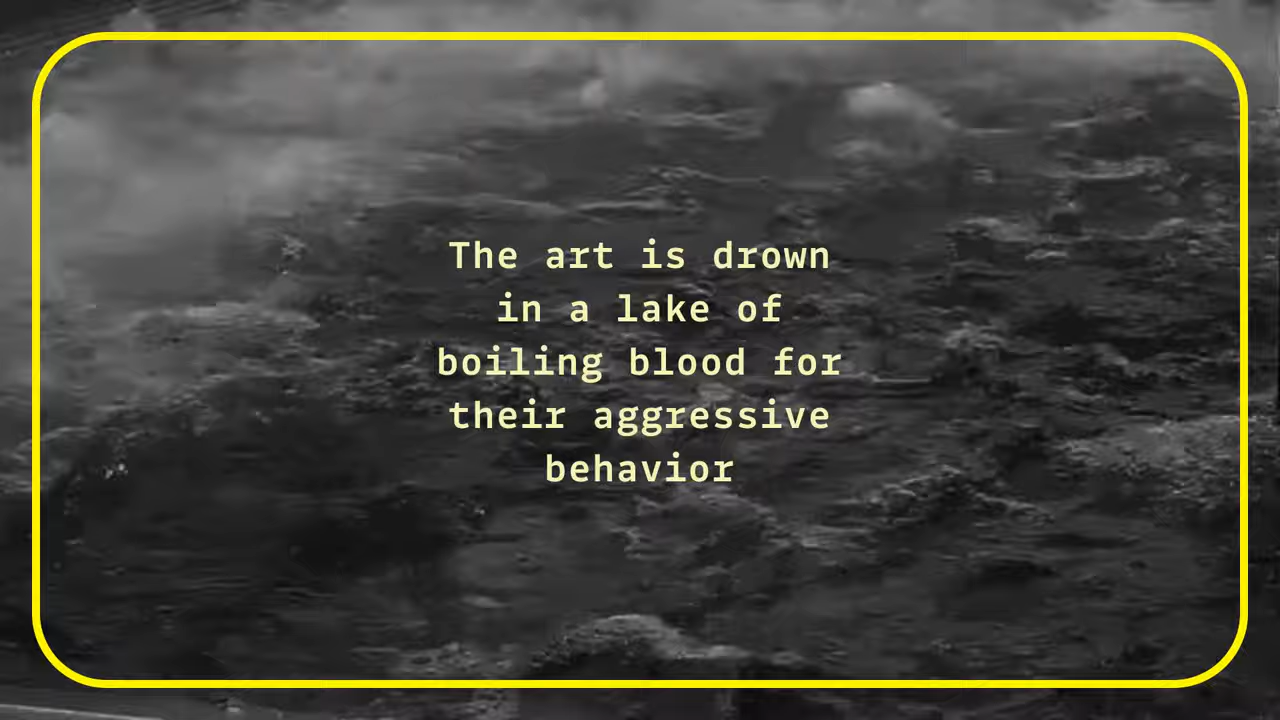 The art is drown
in a lake of
boiling blood for
their aggressive
behavior